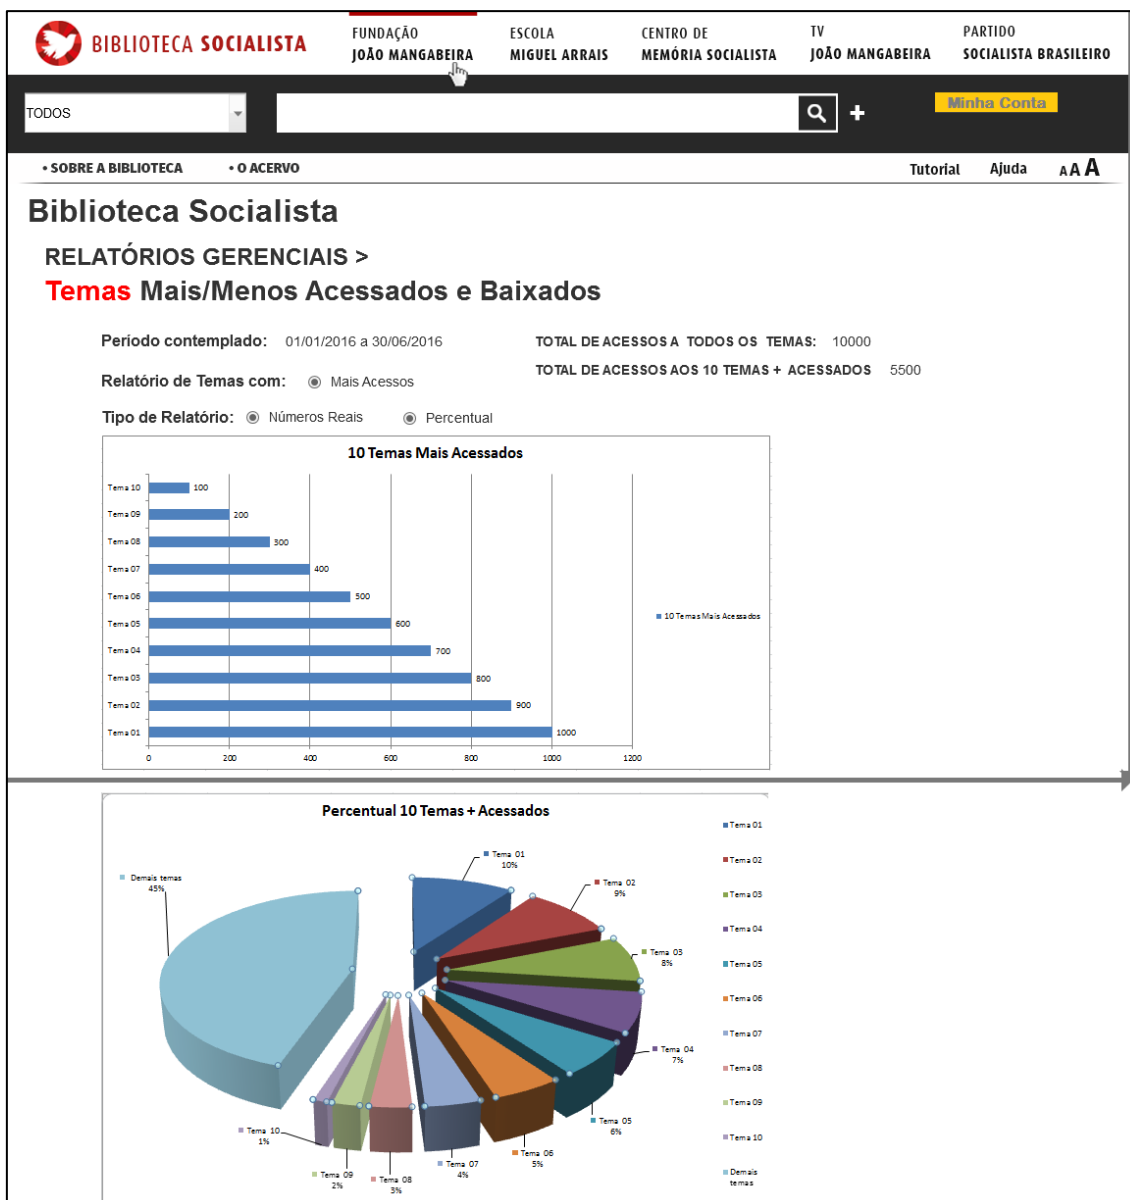 BIBLIOTECA SOCIALISTA
FUNDAÇÃO
JOÃO MANGABEIRA
ESCOLA
MIGUEL ARRAIS
CENTRO DE
MEMÓRIA SOCIALISTA
TV
JOÃO MANGABEIRA
PARTIDO
SOCIALISTA BRASILEIRO
TODOS
Minha Conta
• SOBRE A BIBLIOTECA
• O ACERVO
Tutorial
Ajuda
A A A
Biblioteca Socialista
RELATÓRIOS GERENCIAIS >
Temas Mais/Menos Acessados e Baixados
Período contemplado: 01/01/2016 a 30/06/2016
TOTAL DE ACESSOS A TODOS OS TEMAS: 10000
TOTAL DE ACESSOS AOS 10 TEMAS + ACESSADOS 5500
Relatório de Temas com: Mais Acessos
Tipo de Relatório: Números Reais Percentual
10 Temas Mais Acessados
Tema 10 100
Tema 09 200
Tema 08 300
Tema 07 400
Tema 06 500
Tema 05 600
Tema 04 700
Tema 03 800
Tema 02 900
Tema 01 1000
0 200 400 600 800 1000 1200
10 Temas Mais Acessados
Percentual 10 Temas + Acessados
Tema 01
10%
Tema 02
9%
Tema 03
8%
Tema 04
7%
Tema 05
6%
Tema 06
5%
Tema 07
4%
Tema 08
3%
Tema 09
2%
Tema 10
1%
Demais temas
45%
Tema 01
Tema 02
Tema 03
Tema 04
Tema 05
Tema 06
Tema 07
Tema 08
Tema 09
Tema 10
Demais
temas